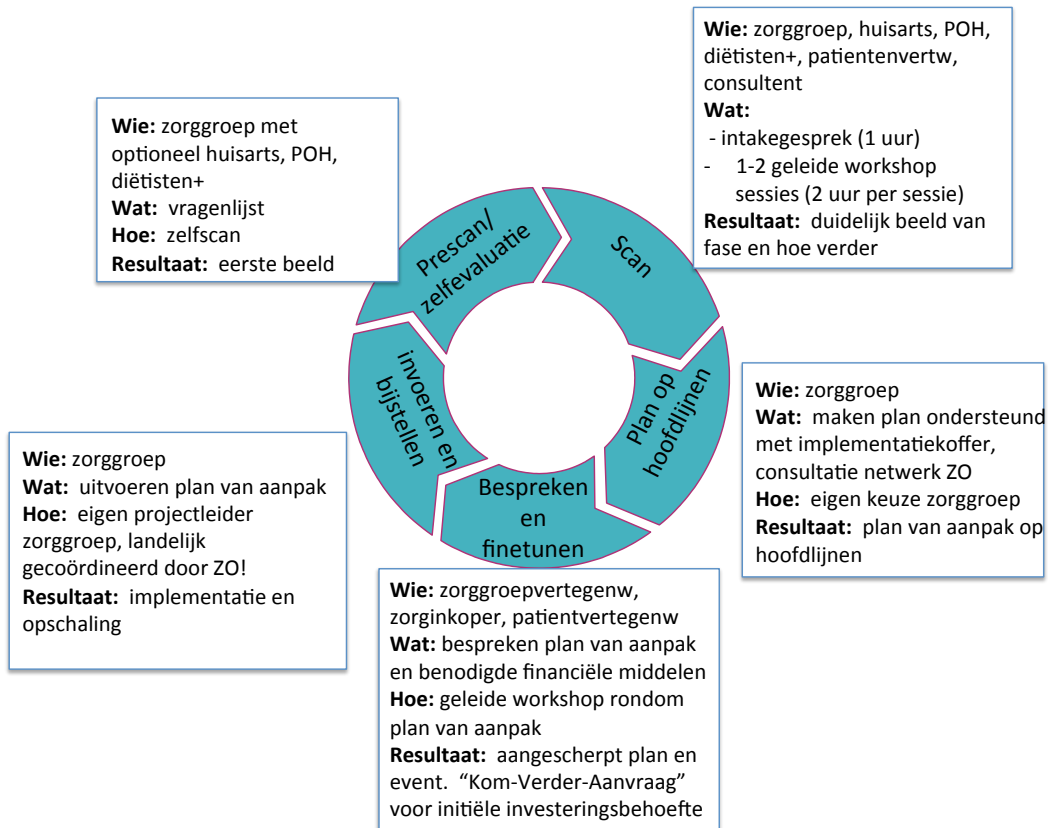 Wie: zorggroep met
optioneel huisarts, POH,
diëtisten+
Wat: vragenlijst
Hoe: zelfscan
Resultaat: eerste beeld
Prescan/
zelfevaluatie
Scan
Wie: zorggroep, huisarts, POH,
diëtisten+, patientenvertw,
consultent
Wat:
- intakegesprek (1 uur)
- 1-2 geleide workshop
sessies (2 uur per sessie)
Resultaat: duidelijk beeld van
fase en hoe verder
Plan op
hoofdlijnen
Wie: zorggroep
Wat: maken plan ondersteund
met implementatiekoffer,
consultatie netwerk ZO
Hoe: eigen keuze zorggroep
Resultaat: plan van aanpak op
hoofdlijnen
Bespreken
en
finetunen
Wie: zorggroepvertegenw,
zorginkoper, patientvertegenw
Wat: bespreken plan van aanpak
en benodigde financiële middelen
Hoe: geleide workshop rondom
plan van aanpak
Resultaat: aangescherpt plan en
event. “Kom-Verder-Aanvraag”
voor initiële investeringsbehoefte
invoeren en
bijstellen
Wie: zorggroep
Wat: uitvoeren plan van aanpak
Hoe: eigen projectleider
zorggroep, landelijk
gecoördineerd door ZO!
Resultaat: implementatie en
opschaling